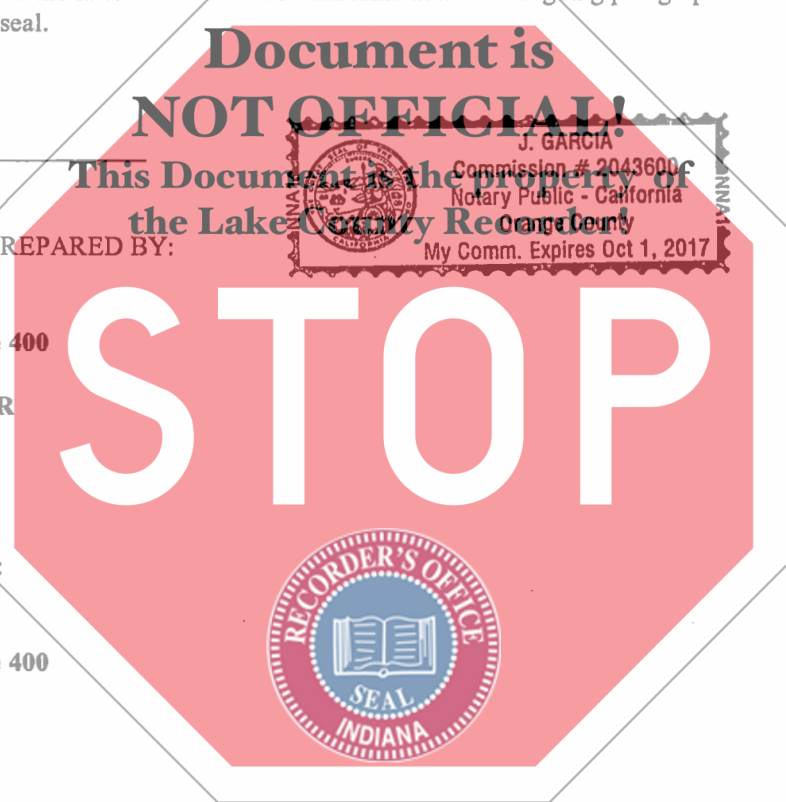 seal.
Document is
NOT OFFICIAL!
J. GARCIA
This Document is the property of
Commission # 2043600
Notary Public - California
the Lake County Recorder!
Orange County
PREPARED BY:
My Comm. Expires Oct 1, 2017
400
STOP
R
RECORDER'S OFFICE
400
SEAL
INDIANA